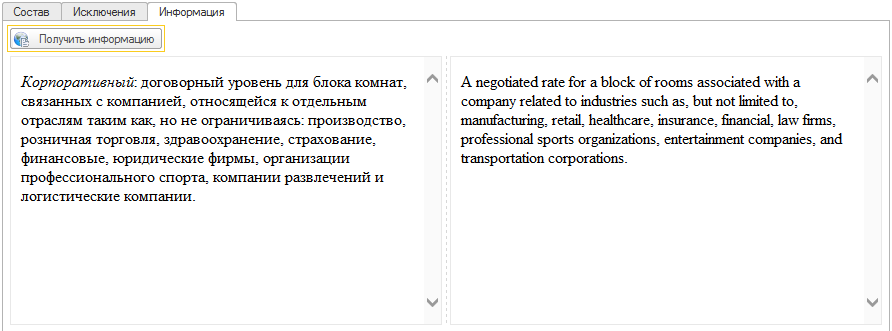 Состав Исключения Информация
Получить информацию
Корпоративный: договорный уровень для блока комнат,
связанных с компанией, относящейся к отдельным
отраслям таким как, но не ограничиваясь: производство,
розничная торговля, здравоохранение, страхование,
финансовые, юридические фирмы, организации
профессионального спорта, компании развлечений и
логистические компании.
A negotiated rate for a block of rooms associated with a
company related to industries such as, but not limited to,
manufacturing, retail, healthcare, insurance, financial, law firms,
professional sports organizations, entertainment companies, and
transportation corporations.